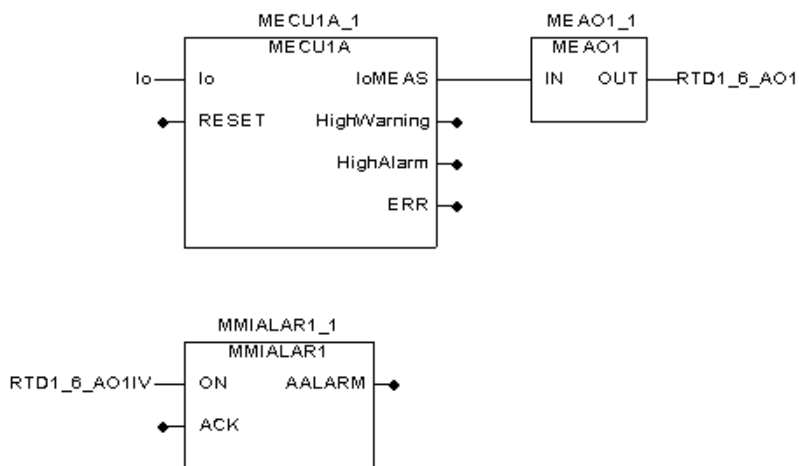 MECU1A_1 MEAO1_1
MECU1A MEAO1
Io Io IoMEAS IN OUT RTD1_6_AO1
RESET HighWarning
HighAlarm
ERR
MMIALAR1_1
MMIALAR1
RTD1_6_AO1IV ON AALARM
ACK